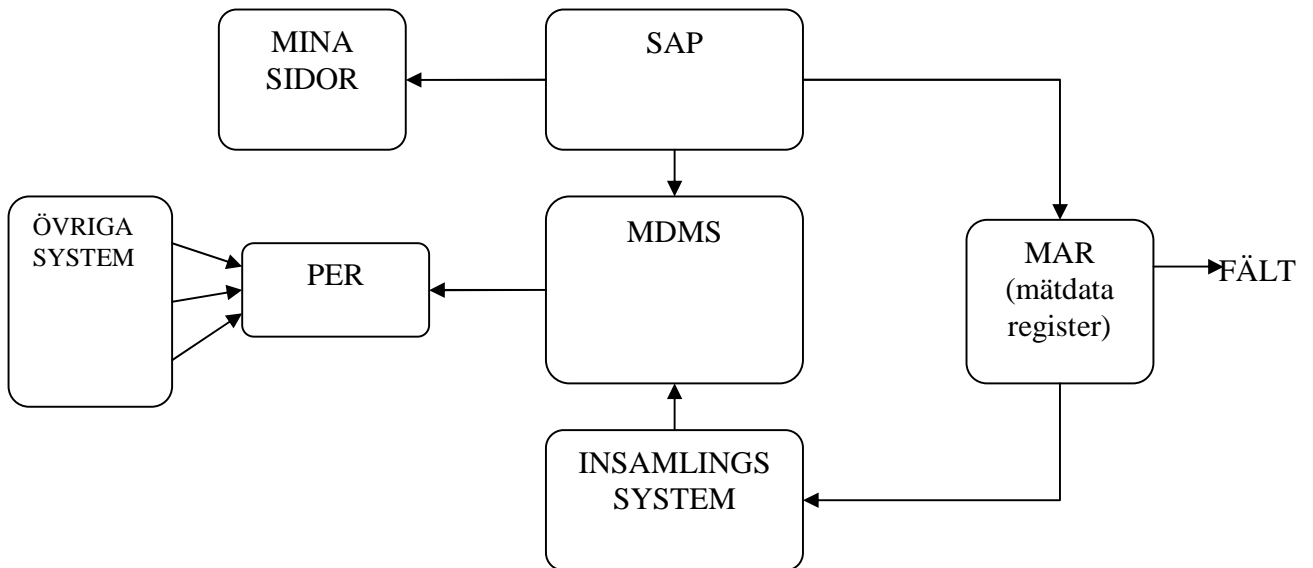 MINA
SIDOR
SAP
ÖVRIGA
SYSTEM
PER
MDMS
MAR
(mätdata
register)
FÄLT
INSAMLINGS
SYSTEM